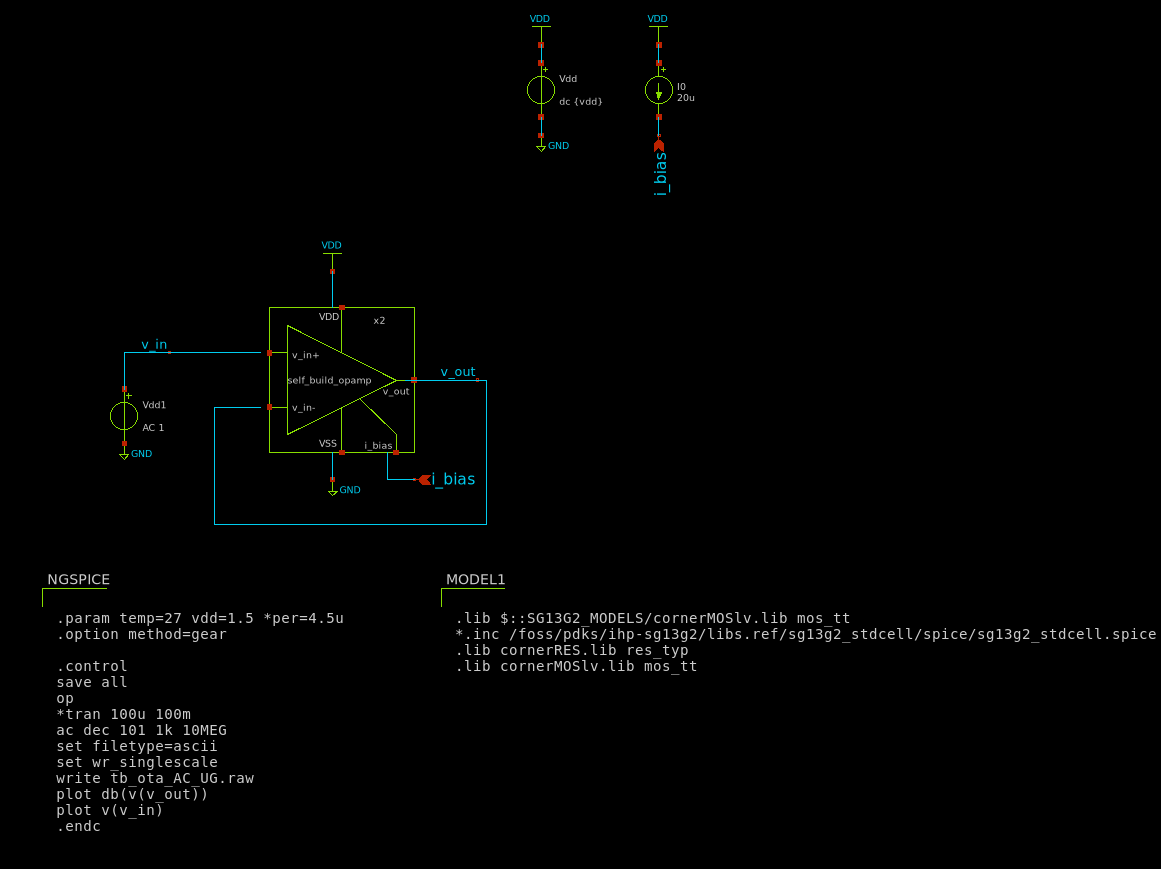 VDD
VDD
+
Vdd
dc {vdd}
GND
+
I0
20u
i_bias
VDD
VDD
x2
v_in
v_in+
self_build_opamp
v_out
v_out
v_in-
+
Vdd1
AC 1
GND
VSS
i_bias
i_bias
GND
NGSPICE
.param temp=27 vdd=1.5 *per=4.5u
.option method=gear
.control
save all
op
*tran 100u 100m
ac dec 101 1k 10MEG
set filetype=ascii
set wr_singlescale
write tb_ota_AC_UG.raw
plot db(v(v_out))
plot v(v_in)
.endc
MODEL1
.lib $::SG13G2_MODELS/cornerMOSlv.lib mos_tt
*.inc /foss/pdks/ihp-sg13g2/libs.ref/sg13g2_stdcell/spice/sg13g2_stdcell.spice
.lib cornerRES.lib res_typ
.lib cornerMOSlv.lib mos_tt